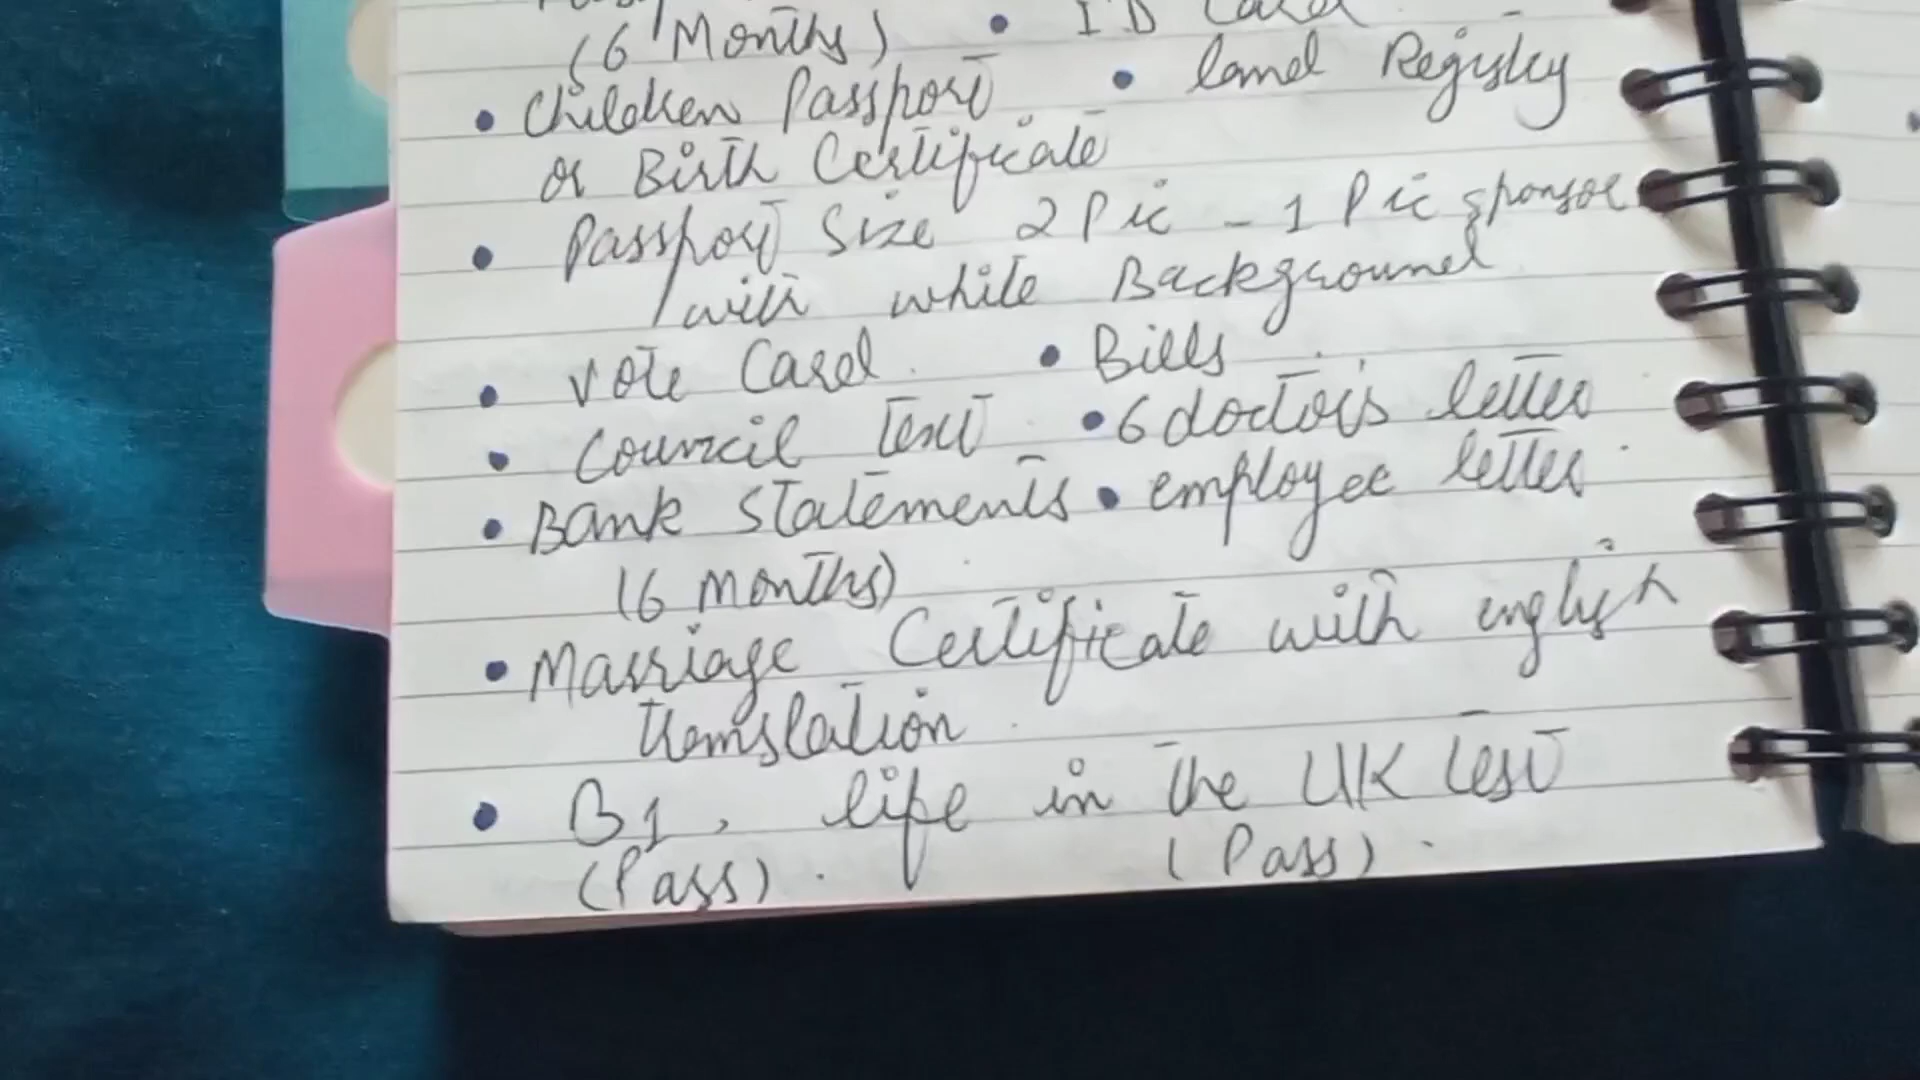 (6 Months) • ID Card
• Children Passport • land Registry
or Birth Certificate
• Passport Size 2 Pic - 1 Pic sponsor
with white Background
• Vote Card • Bills
• Council text • 6 doctors letter
• Bank statements • employee letter
(6 months)
• Marriage Certificate with english
translation
• B1, life in the UK test
(Pass). (Pass).